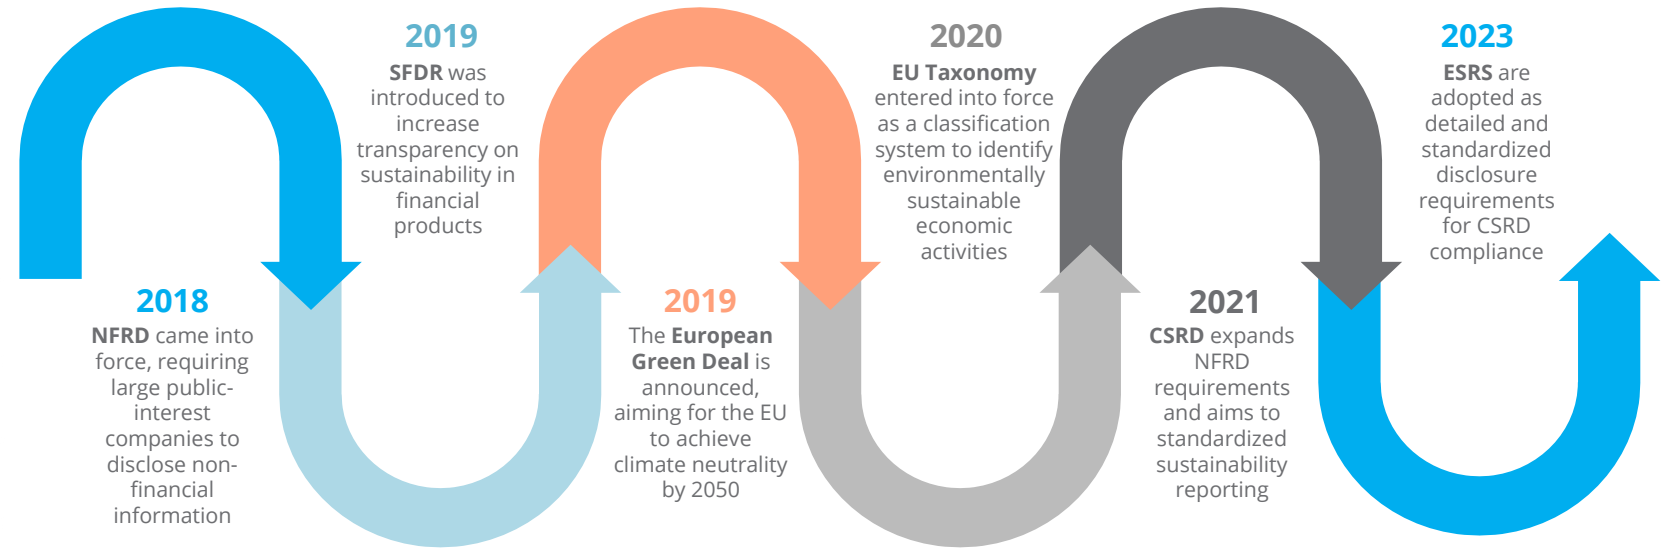 2018
NFRD came into
force, requiring
large public-
interest
companies to
disclose non-
financial
information
2019
SFDR was
introduced to
increase
transparency on
sustainability in
financial
products
2019
The European
Green Deal is
announced,
aiming for the EU
to achieve
climate neutrality
by 2050
2020
EU Taxonomy
entered into force
as a classification
system to identify
environmentally
sustainable
economic
activities
2021
CSRD expands
NFRD
requirements
and aims to
standardized
sustainability
reporting
2023
ESRS are
adopted as
detailed and
standardized
disclosure
requirements
for CSRD
compliance